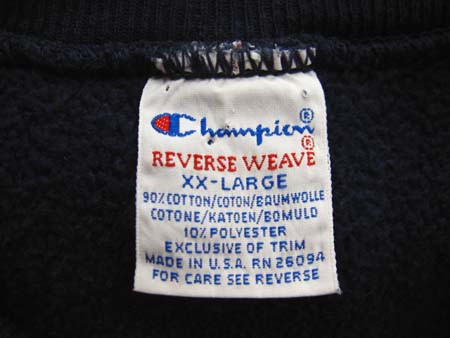 Champion®
REVERSE WEAVE®
XX-LARGE
90% COTTON/COTON/BAUMWOLLE
COTONE/KATOEN/BOMULD
10% POLYESTER
EXCLUSIVE OF TRIM
MADE IN U.S.A. RN 26094
FOR CARE SEE REVERSE